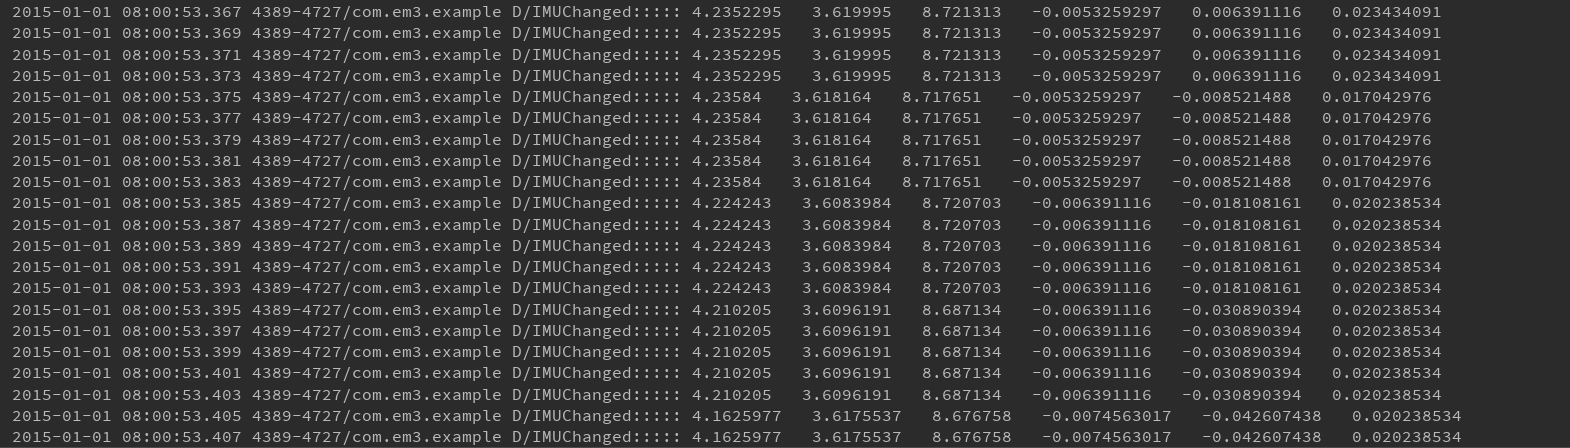 2015-01-01 08:00:53.367 4389-4727/com.em3.example D/IMUChanged::::: 4.2352295   3.619995   8.721313   -0.0053259297   0.006391116   0.023434091
2015-01-01 08:00:53.369 4389-4727/com.em3.example D/IMUChanged::::: 4.2352295   3.619995   8.721313   -0.0053259297   0.006391116   0.023434091
2015-01-01 08:00:53.371 4389-4727/com.em3.example D/IMUChanged::::: 4.2352295   3.619995   8.721313   -0.0053259297   0.006391116   0.023434091
2015-01-01 08:00:53.373 4389-4727/com.em3.example D/IMUChanged::::: 4.2352295   3.619995   8.721313   -0.0053259297   0.006391116   0.023434091
2015-01-01 08:00:53.375 4389-4727/com.em3.example D/IMUChanged::::: 4.23584   3.618164   8.717651   -0.0053259297   -0.008521488   0.017042976
2015-01-01 08:00:53.377 4389-4727/com.em3.example D/IMUChanged::::: 4.23584   3.618164   8.717651   -0.0053259297   -0.008521488   0.017042976
2015-01-01 08:00:53.379 4389-4727/com.em3.example D/IMUChanged::::: 4.23584   3.618164   8.717651   -0.0053259297   -0.008521488   0.017042976
2015-01-01 08:00:53.381 4389-4727/com.em3.example D/IMUChanged::::: 4.23584   3.618164   8.717651   -0.0053259297   -0.008521488   0.017042976
2015-01-01 08:00:53.383 4389-4727/com.em3.example D/IMUChanged::::: 4.23584   3.618164   8.717651   -0.0053259297   -0.008521488   0.017042976
2015-01-01 08:00:53.385 4389-4727/com.em3.example D/IMUChanged::::: 4.224243   3.6083984   8.720703   -0.006391116   -0.018108161   0.020238534
2015-01-01 08:00:53.387 4389-4727/com.em3.example D/IMUChanged::::: 4.224243   3.6083984   8.720703   -0.006391116   -0.018108161   0.020238534
2015-01-01 08:00:53.389 4389-4727/com.em3.example D/IMUChanged::::: 4.224243   3.6083984   8.720703   -0.006391116   -0.018108161   0.020238534
2015-01-01 08:00:53.391 4389-4727/com.em3.example D/IMUChanged::::: 4.224243   3.6083984   8.720703   -0.006391116   -0.018108161   0.020238534
2015-01-01 08:00:53.393 4389-4727/com.em3.example D/IMUChanged::::: 4.224243   3.6083984   8.720703   -0.006391116   -0.018108161   0.020238534
2015-01-01 08:00:53.395 4389-4727/com.em3.example D/IMUChanged::::: 4.210205   3.6096191   8.687134   -0.006391116   -0.030890394   0.020238534
2015-01-01 08:00:53.397 4389-4727/com.em3.example D/IMUChanged::::: 4.210205   3.6096191   8.687134   -0.006391116   -0.030890394   0.020238534
2015-01-01 08:00:53.399 4389-4727/com.em3.example D/IMUChanged::::: 4.210205   3.6096191   8.687134   -0.006391116   -0.030890394   0.020238534
2015-01-01 08:00:53.401 4389-4727/com.em3.example D/IMUChanged::::: 4.210205   3.6096191   8.687134   -0.006391116   -0.030890394   0.020238534
2015-01-01 08:00:53.403 4389-4727/com.em3.example D/IMUChanged::::: 4.210205   3.6096191   8.687134   -0.006391116   -0.030890394   0.020238534
2015-01-01 08:00:53.405 4389-4727/com.em3.example D/IMUChanged::::: 4.1625977   3.6175537   8.676758   -0.0074563017   -0.042607438   0.020238534
2015-01-01 08:00:53.407 4389-4727/com.em3.example D/IMUChanged::::: 4.1625977   3.6175537   8.676758   -0.0074563017   -0.042607438   0.020238534